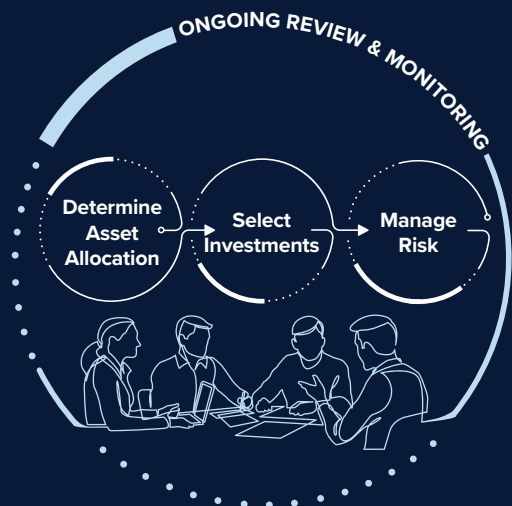 ONGOING REVIEW & MONITORING
Determine
Asset
Allocation
Select
Investments
Manage
Risk